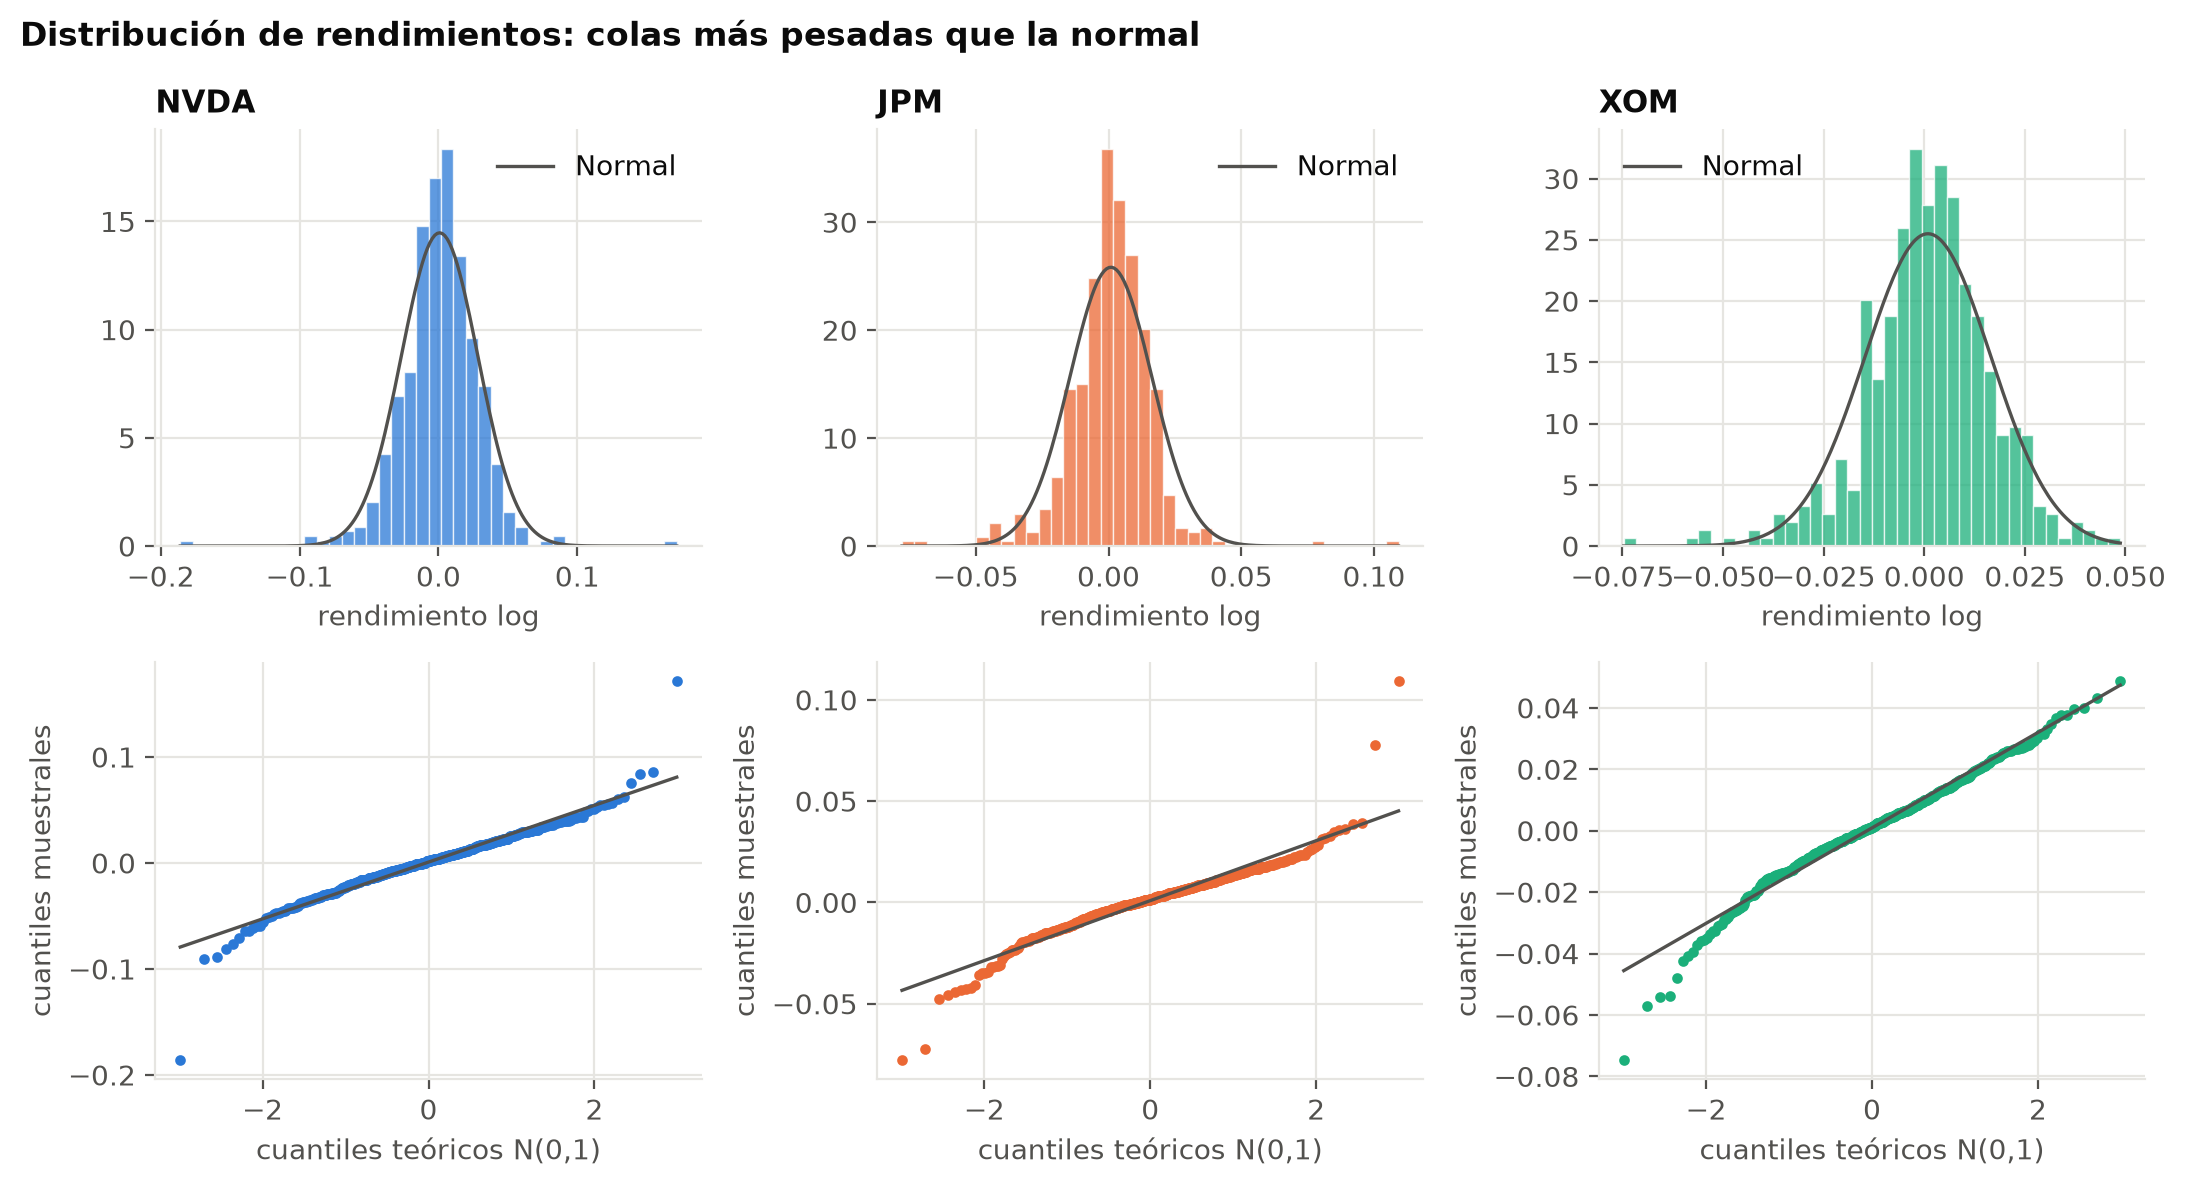 Distribución de rendimientos: colas más pesadas que la normal
NVDA
Normal
15
10
5
0
−0.2 −0.1 0.0 0.1
rendimiento log
JPM
Normal
30
20
10
0
−0.05 0.00 0.05 0.10
rendimiento log
XOM
Normal
30
25
20
15
10
5
0
−0.075 −0.050 −0.025 0.000 0.025 0.050
rendimiento log
cuantiles muestrales
0.1
0.0
−0.1
−0.2
−2 0 2
cuantiles teóricos N(0,1)
cuantiles muestrales
0.10
0.05
0.00
−0.05
−2 0 2
cuantiles teóricos N(0,1)
cuantiles muestrales
0.04
0.02
0.00
−0.02
−0.04
−0.06
−0.08
−2 0 2
cuantiles teóricos N(0,1)